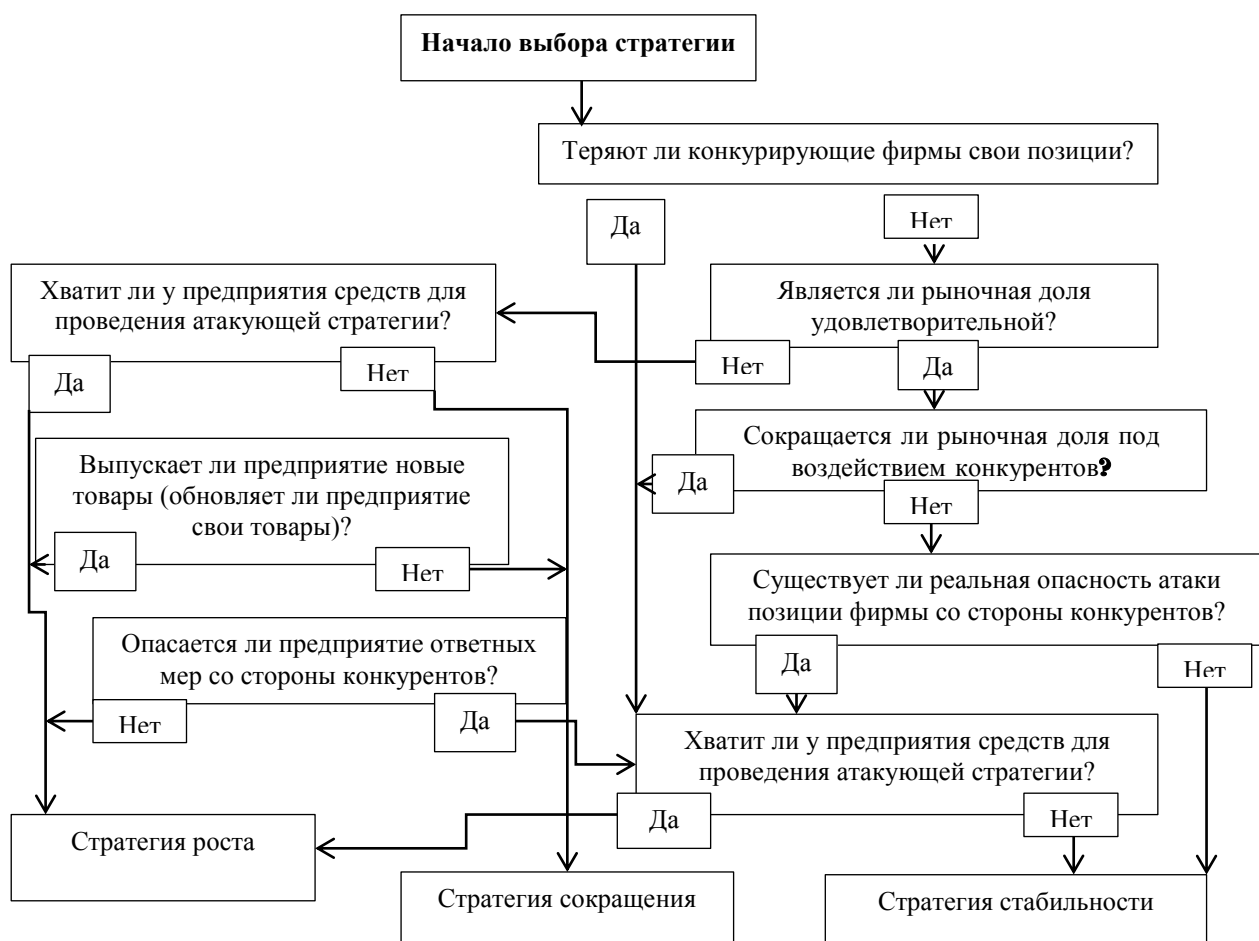 Начало выбора стратегии
Теряют ли конкурирующие фирмы свои позиции?
Да
Нет
Хватит ли у предприятия средств для
проведения атакующей стратегии?
Да
Нет
Является ли рыночная доля
удовлетворительной?
Нет
Да
Сокращается ли рыночная доля под
воздействием конкурентов?
Да
Нет
Выпускает ли предприятие новые
товары (обновляет ли предприятие
свои товары)?
Да
Нет
Существует ли реальная опасность атаки
позиции фирмы со стороны конкурентов?
Да
Нет
Опасается ли предприятие ответных
мер со стороны конкурентов?
Нет
Да
Хватит ли у предприятия средств для
проведения атакующей стратегии?
Да
Нет
Стратегия роста
Стратегия сокращения
Стратегия стабильности